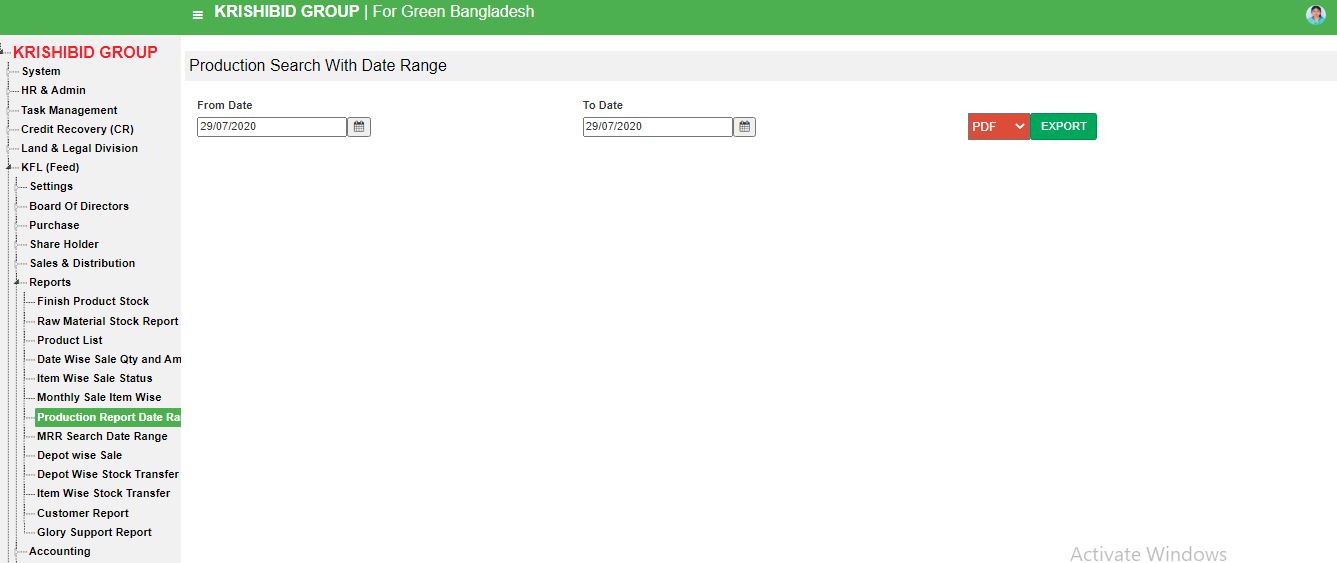 KRISHIBID GROUP | For Green Bangladesh
KRISHIBID GROUP
System
HR & Admin
Task Management
Credit Recovery (CR)
Land & Legal Division
KFL (Feed)
Settings
Board Of Directors
Purchase
Share Holder
Sales & Distribution
Reports
Finish Product Stock
Raw Material Stock Report
Product List
Date Wise Sale Qty and Am
Item Wise Sale Status
Monthly Sale Item Wise
Production Report Date Ra
MRR Search Date Range
Depot wise Sale
Depot Wise Stock Transfer
Item Wise Stock Transfer
Customer Report
Glory Support Report
Accounting
Production Search With Date Range
From Date
29/07/2020
To Date
29/07/2020
PDF
EXPORT
Activate Windows